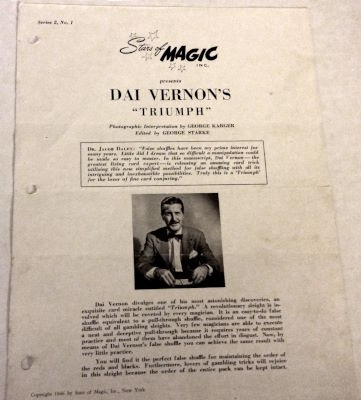 Series 2, No. 1
Stars of MAGIC
INC.
presents
DAI VERNON'S
"TRIUMPH"
Photographic Interpretation by GEORGE KARGER
Edited by GEORGE STARKE
DR. JACOB DALEY: "False shuffles have been my prime interest for
many years. Little did I dream that so difficult a manipulation could
be made so easy to master. In this manuscript, Dai Vernon—the
greatest living card expert—is releasing an amazing card trick
utilizing this new simplified method for false shuffling with all its
intriguing and inexhaustible possibilities. Truly this is a 'Triumph'
for the lover of fine card conjuring."
Dai Vernon divulges one of his most astonishing discoveries, an
exquisite card miracle entitled "Triumph." A revolutionary sleight is in-
volved which will be coveted by every magician. It is an easy-to-do false
shuffle equivalent to a pull-through shuffle, considered one of the most
difficult of all gambling sleights. Very few magicians are able to execute
a neat and deceptive pull-through because it requires years of constant
practice and most of them have abandoned the effort in disgust. Now, by
means of Dai Vernon's false shuffle you can achieve the same result with
very little practice.
You will find it the perfect false shuffle for maintaining the order of
the reds and blacks. Furthermore, lovers of gambling tricks will rejoice
in this sleight because the order of the entire pack can be kept intact.
Copyright 1946 by Stars of Magic, Inc., New York